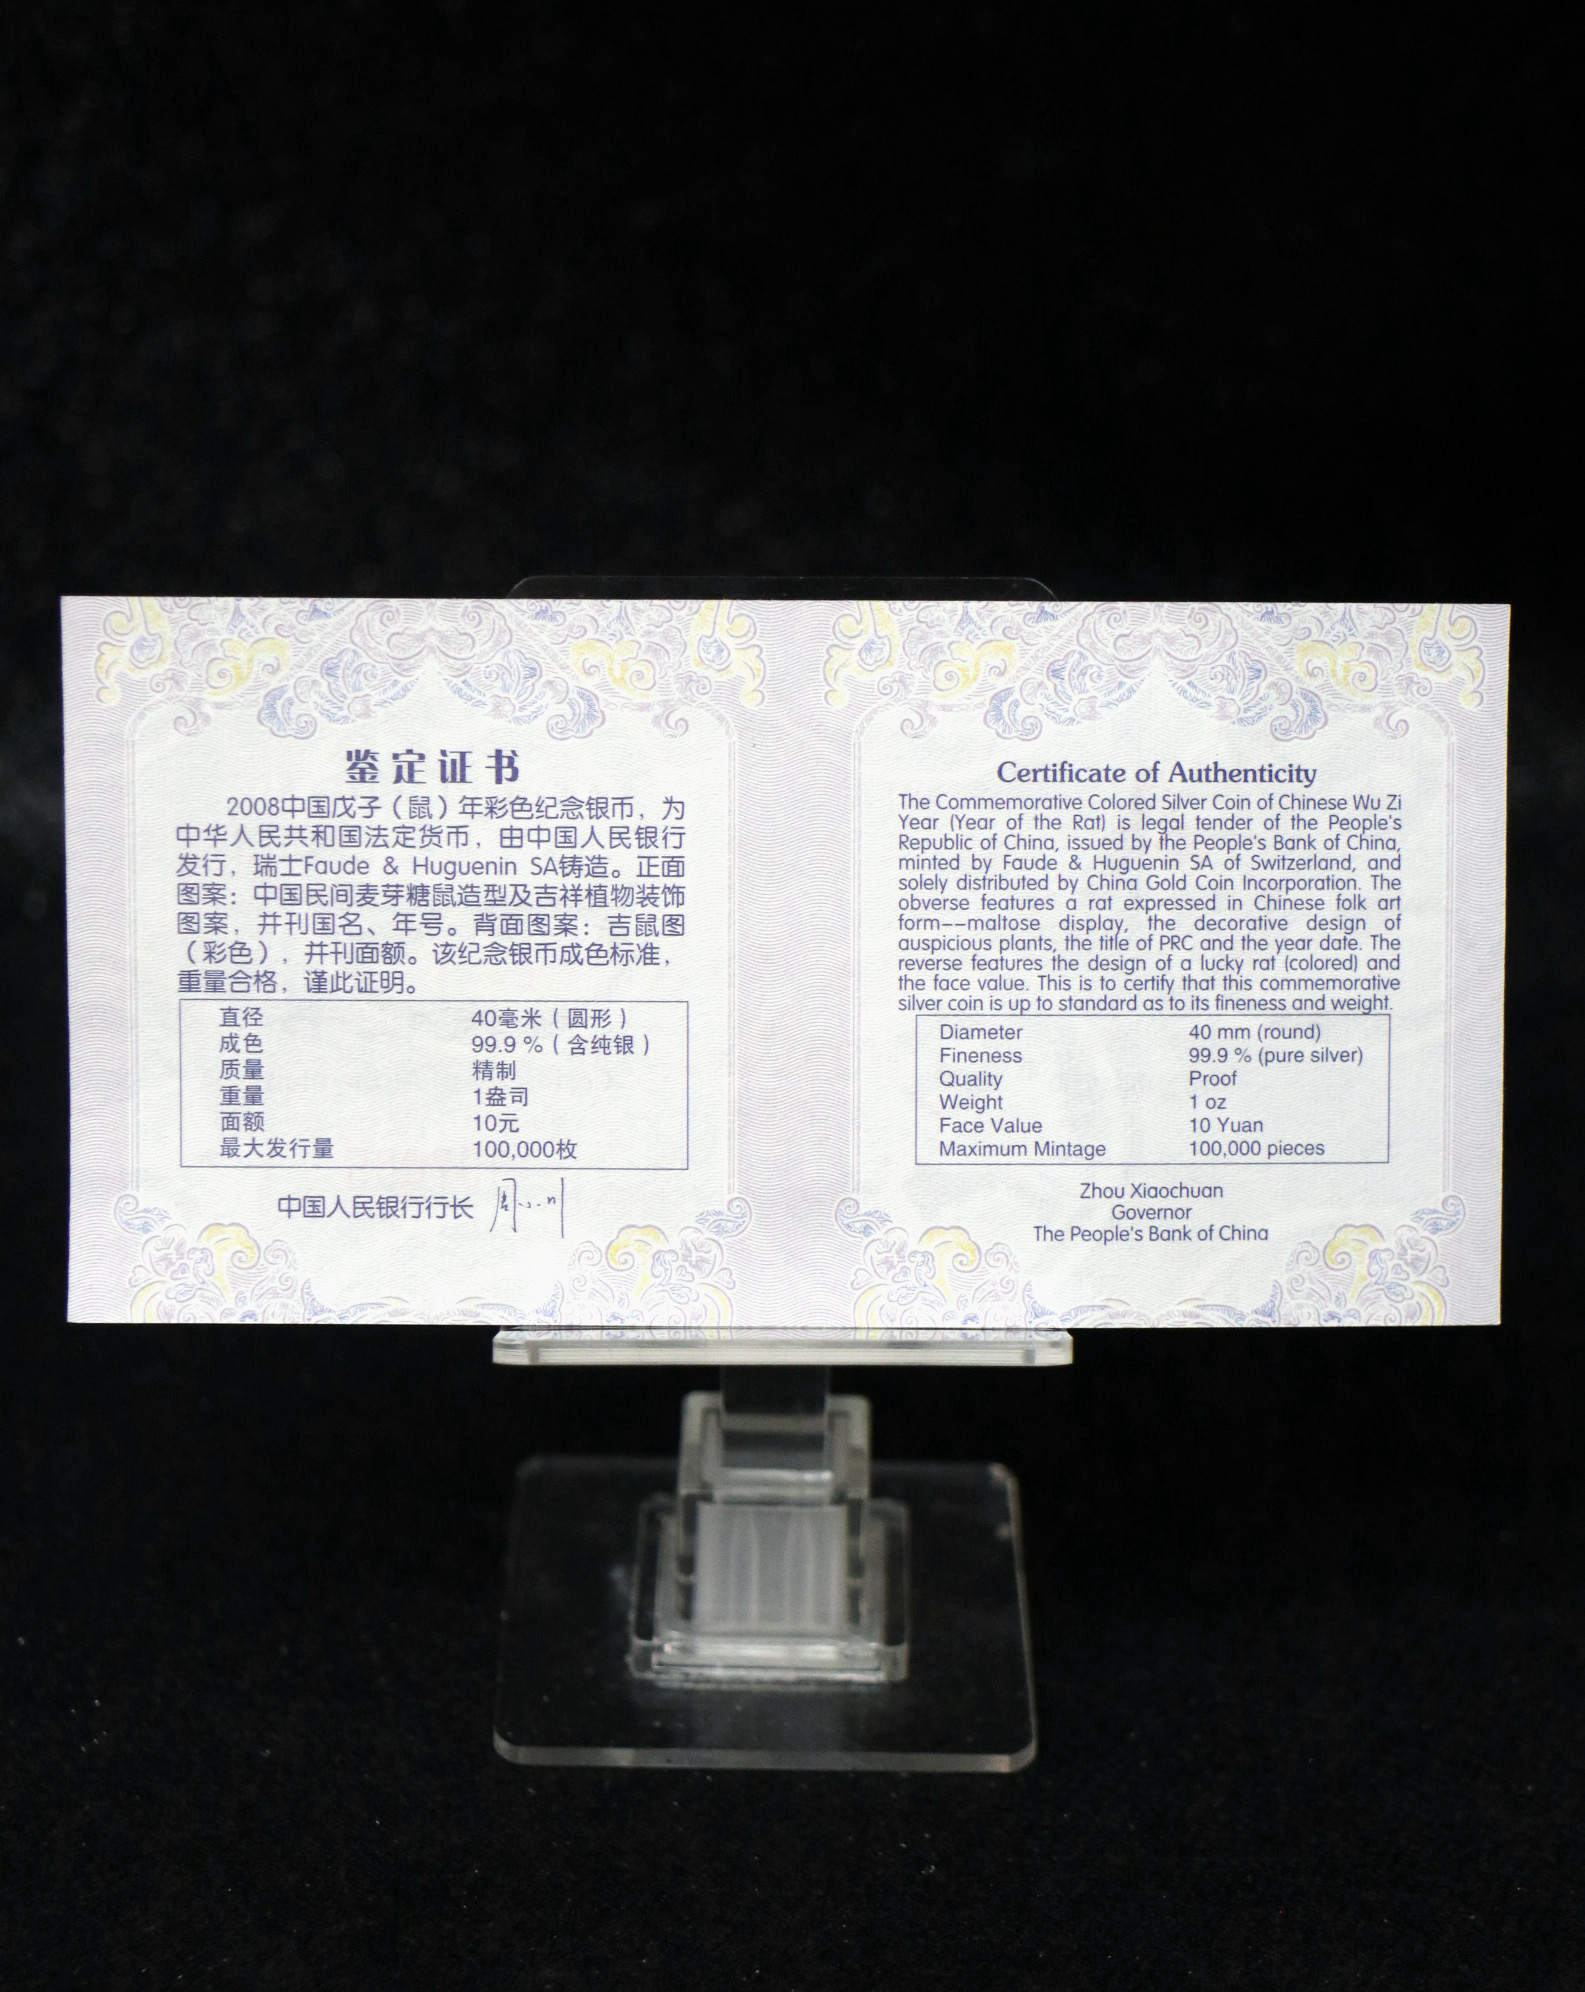 鉴定证书
2008中国戊子（鼠）年彩色纪念银币，为
中华人民共和国法定货币，由中国人民银行
发行，瑞士Faude & Huguenin SA铸造。正面
图案：中国民间麦芽糖鼠造型及吉祥植物装饰
图案，并刊国名、年号。背面图案：吉鼠图
（彩色），并刊面额。该纪念银币成色标准，
重量合格，谨此证明。
直径 40毫米（圆形）
成色 99.9 %（含纯银）
质量 精制
重量 1盎司
面额 10元
最大发行量 100,000枚
中国人民银行行长 周小川
Certificate of Authenticity
The Commemorative Colored Silver Coin of Chinese Wu Zi
Year (Year of the Rat) is legal tender of the People's
Republic of China, issued by the People's Bank of China,
minted by Faude & Huguenin SA of Switzerland, and
solely distributed by China Gold Coin Incorporation. The
obverse features a rat expressed in Chinese folk art
form--maltose display, the decorative design of
auspicious plants, the title of PRC and the year date. The
reverse features the design of a lucky rat (colored) and
the face value. This is to certify that this commemorative
silver coin is up to standard as to its fineness and weight.
Diameter 40 mm (round)
Fineness 99.9 % (pure silver)
Quality Proof
Weight 1 oz
Face Value 10 Yuan
Maximum Mintage 100,000 pieces
Zhou Xiaochuan
Governor
The People's Bank of China